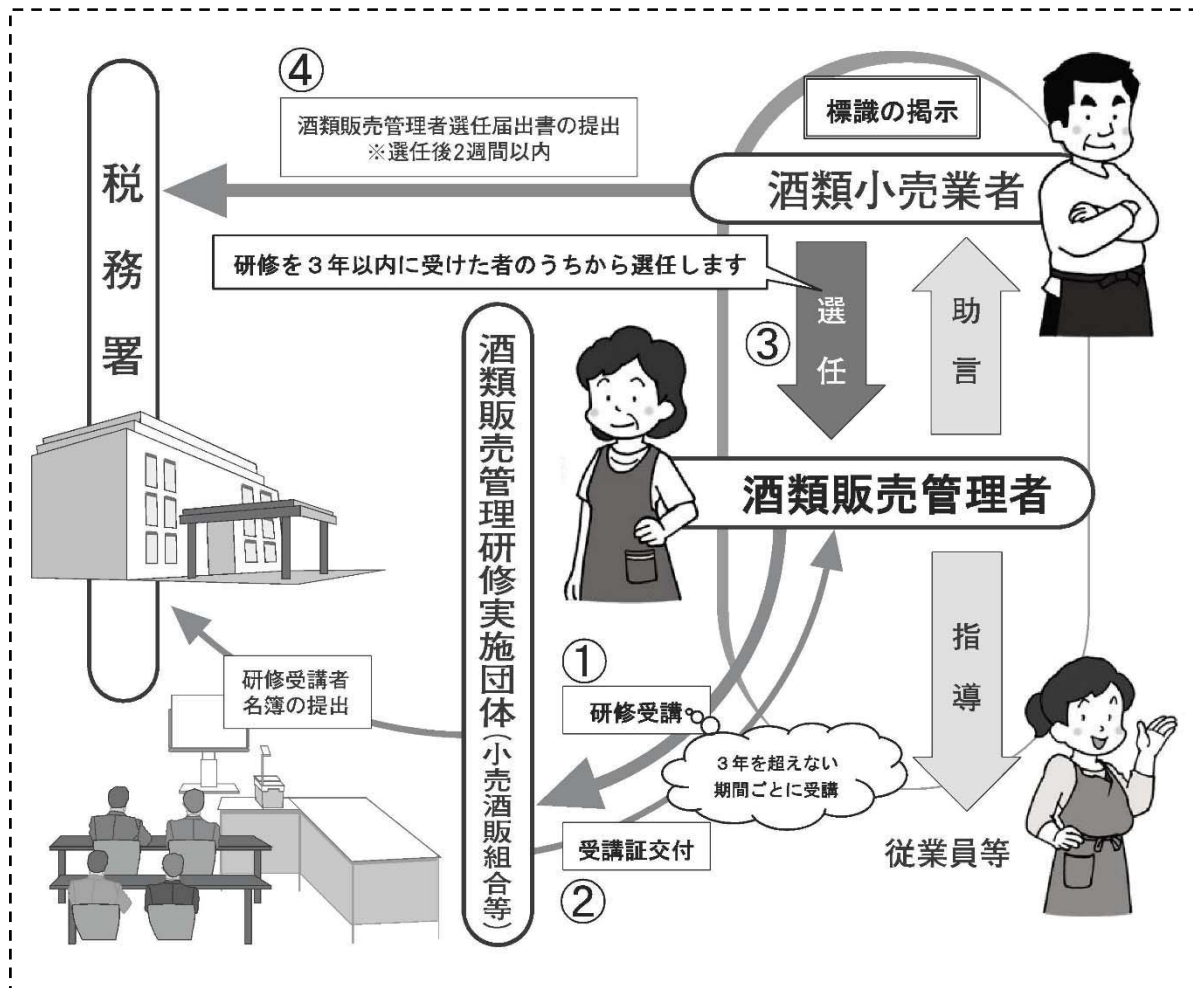 ④
酒類販売管理者選任届出書の提出
※選任後2週間以内
標識の掲示
酒類小売業者
税務署
研修を3年以内に受けた者のうちから選任します
③
選任
助言
酒類販売管理者
酒類販売管理研修実施団体(小売酒販組合等)
指導
①
研修受講
3年を超えない
期間ごとに受講
研修受講者
名簿の提出
受講証交付
②
従業員等